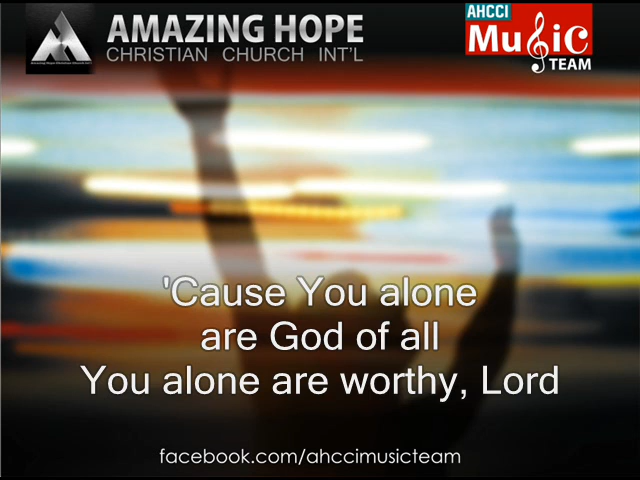 AMAZING HOPE
CHRISTIAN CHURCH INT'L
AHCCI
Music
TEAM
'Cause You alone
are God of all
You alone are worthy, Lord
facebook.com/ahccimusicteam